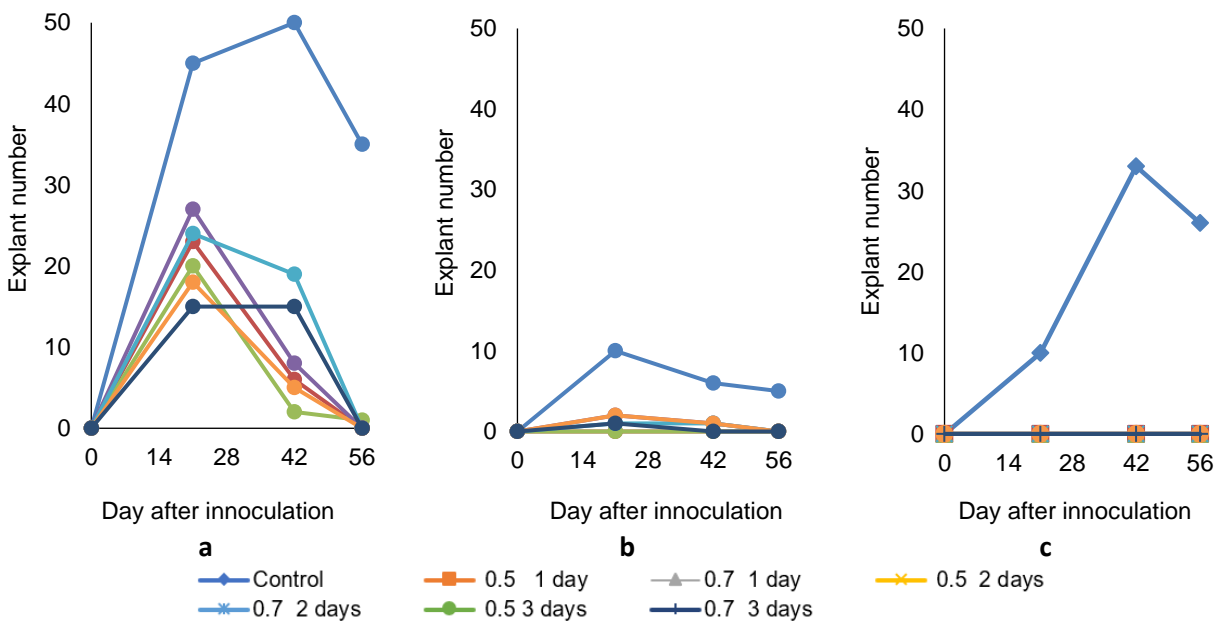 50
40
30
20
10
0
0 14 28 42 56
Explant number
Day after innoculation
a
50
40
30
20
10
0
0 14 28 42 56
Explant number
Day after innoculation
b
50
40
30
20
10
0
0 14 28 42 56
Explant number
Day after innoculation
c
Control 0.5 1 day 0.7 1 day 0.5 2 days
0.7 2 days 0.5 3 days 0.7 3 days